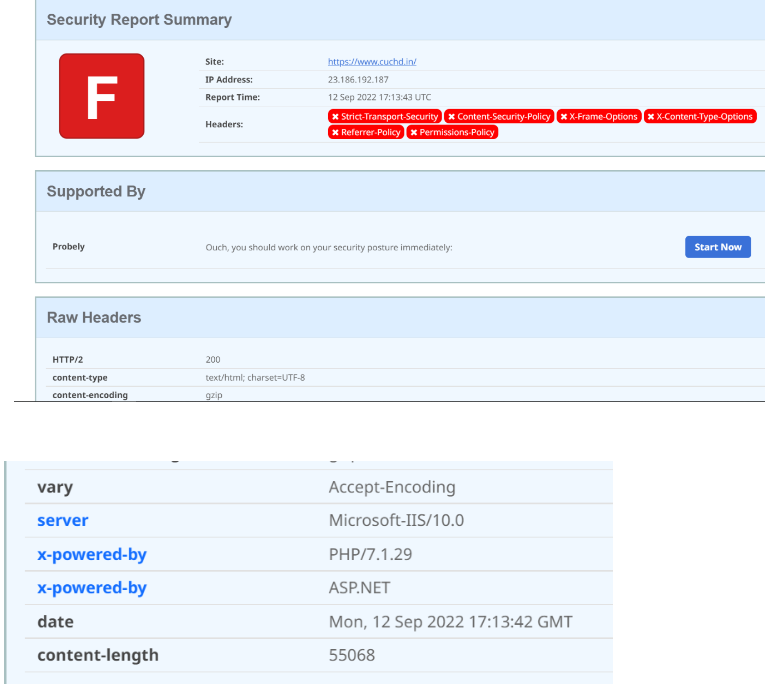 Security Report Summary
F
Site: https://www.cuchd.in/
IP Address: 23.186.192.187
Report Time: 12 Sep 2022 17:13:43 UTC
Headers: ✖ Strict-Transport-Security ✖ Content-Security-Policy ✖ X-Frame-Options ✖ X-Content-Type-Options
✖ Referrer-Policy ✖ Permissions-Policy
Supported By
Probely Ouch, you should work on your security posture immediately: Start Now
Raw Headers
HTTP/2 200
content-type text/html; charset=UTF-8
content-encoding gzip
vary Accept-Encoding
server Microsoft-IIS/10.0
x-powered-by PHP/7.1.29
x-powered-by ASP.NET
date Mon, 12 Sep 2022 17:13:42 GMT
content-length 55068